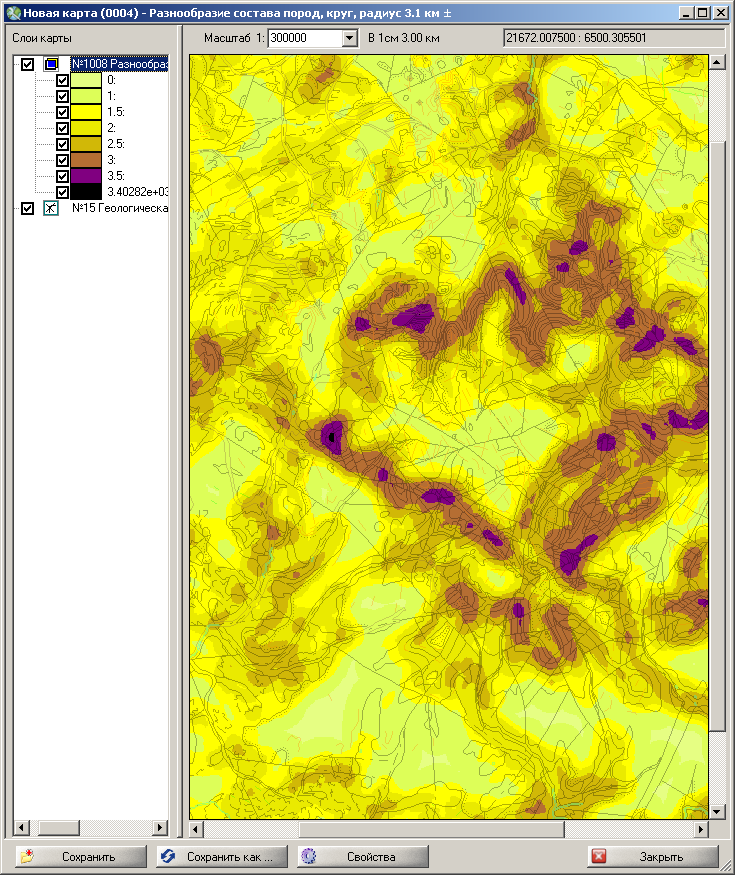 Новая карта (0004) - Разнообразие состава пород, круг, радиус 3.1 км ±
Слои карты
Масштаб 1: 300000 В 1см 3.00 км 21672.007500 : 6500.305501
№1008 Разнообраз
0:
1:
1.5:
2:
2.5:
3:
3.5:
3.40282e+03
№15 Геологическа
Сохранить Сохранить как ... Свойства Закрыть